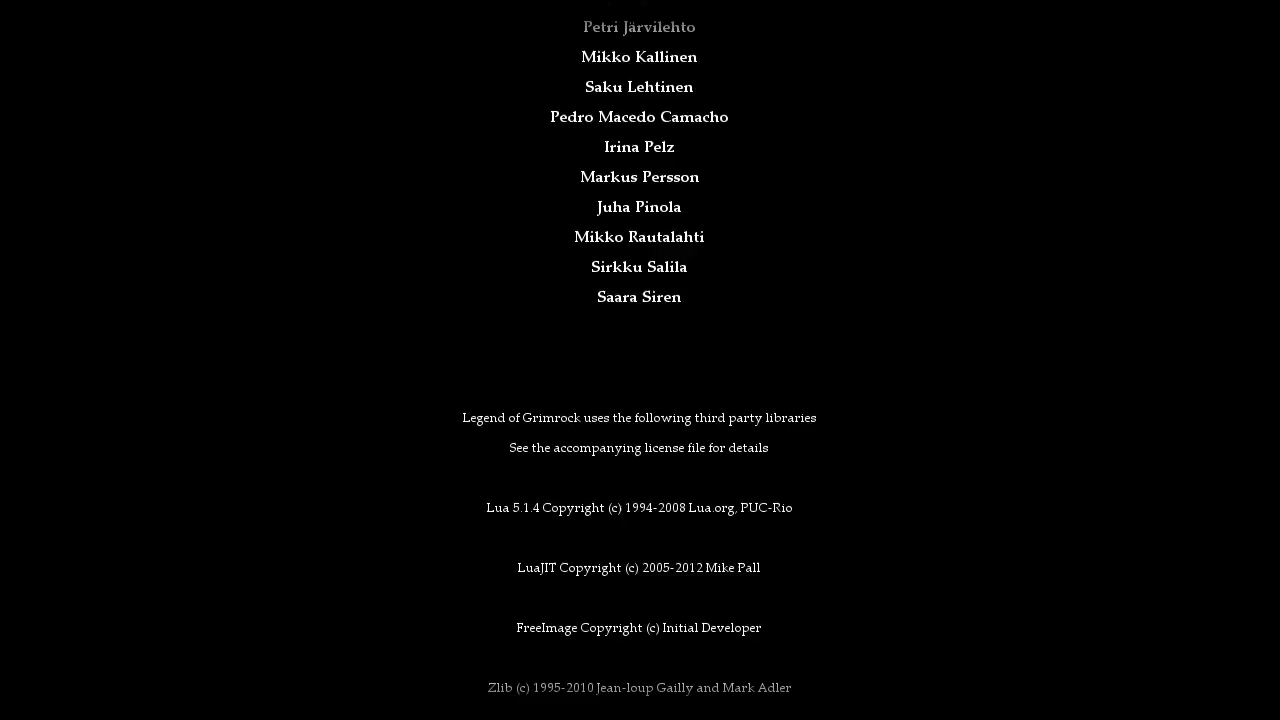 Petri Järvilehto
Mikko Kallinen
Saku Lehtinen
Pedro Macedo Camacho
Irina Pelz
Markus Persson
Juha Pinola
Mikko Rautalahti
Sirkku Salila
Saara Siren
Legend of Grimrock uses the following third party libraries
See the accompanying license file for details
Lua 5.1.4 Copyright (c) 1994-2008 Lua.org, PUC-Rio
LuaJIT Copyright (c) 2005-2012 Mike Pall
FreeImage Copyright (c) Initial Developer
Zlib (c) 1995-2010 Jean-loup Gailly and Mark Adler